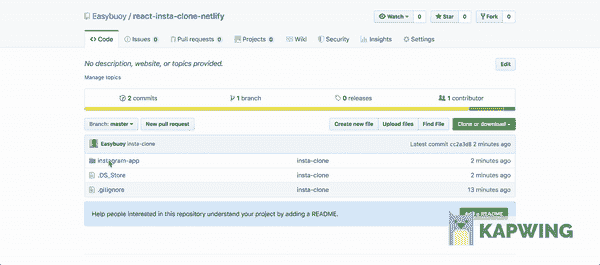 Easybuoy / react-insta-clone-netlify
Watch 0 Star 0 Fork 0
Code Issues 0 Pull requests 0 Projects 0 Wiki Security Insights Settings
No description, website, or topics provided. Edit
Manage topics
2 commits 1 branch 0 releases 1 contributor
Branch: master New pull request Create new file Upload files Find File Clone or download
Easybuoy insta-clone Latest commit cc2e3d8 2 minutes ago
instagram-app insta-clone 2 minutes ago
.DS_Store insta-clone 2 minutes ago
.gitignore insta-clone 13 minutes ago
Help people interested in this repository understand your project by adding a README. Add a README
KAPWING